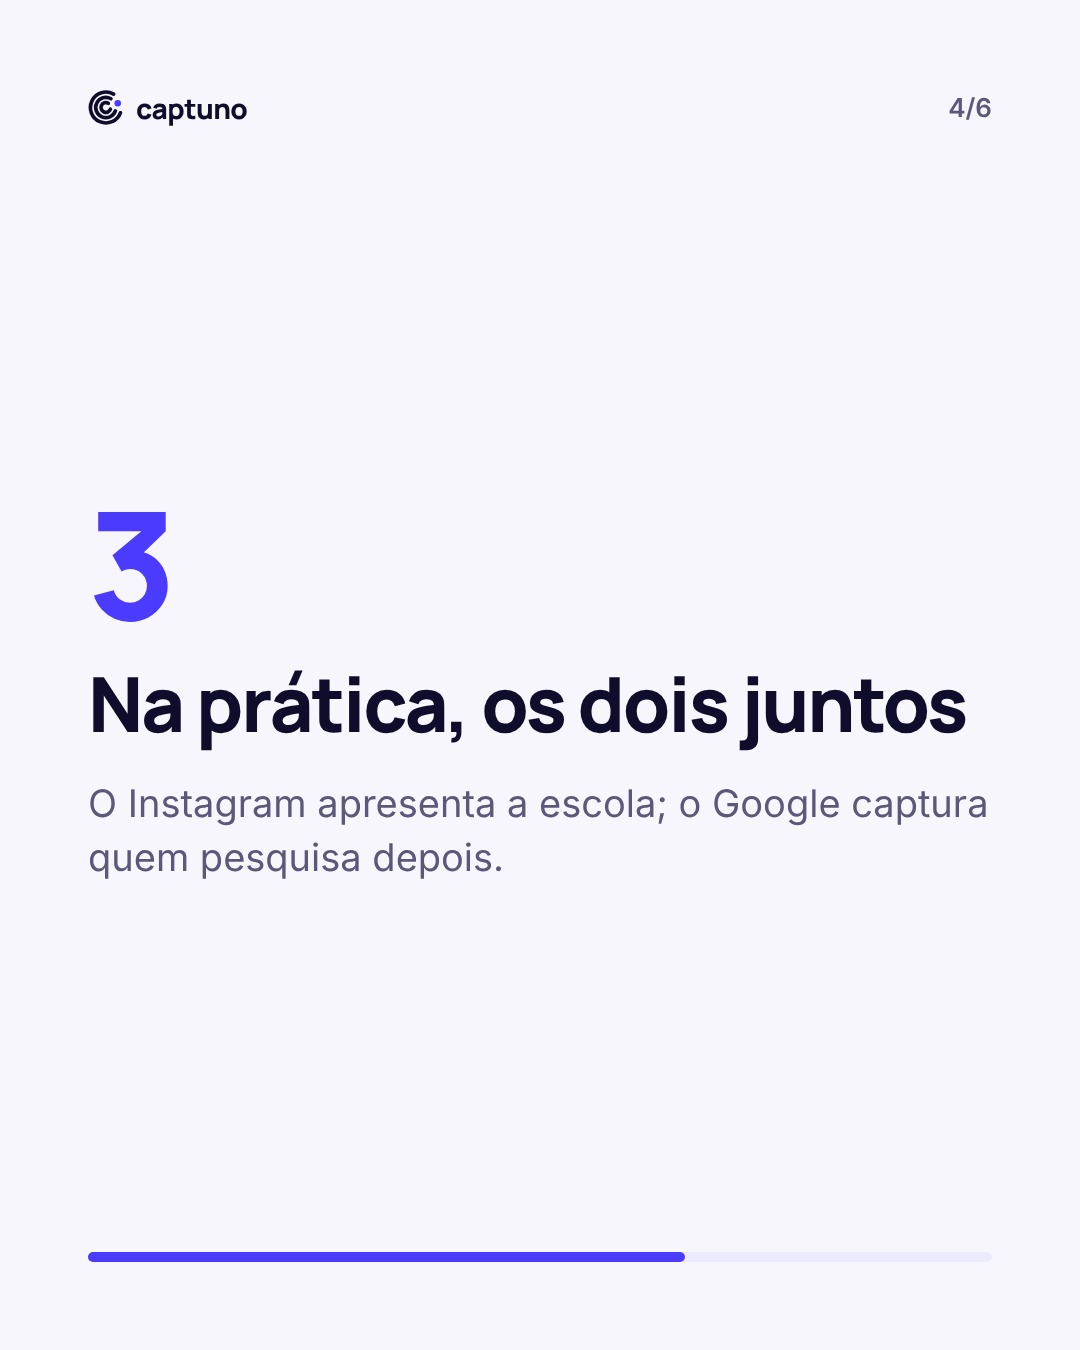 captuno
4/6
3
Na prática, os dois juntos
O Instagram apresenta a escola; o Google captura
quem pesquisa depois.